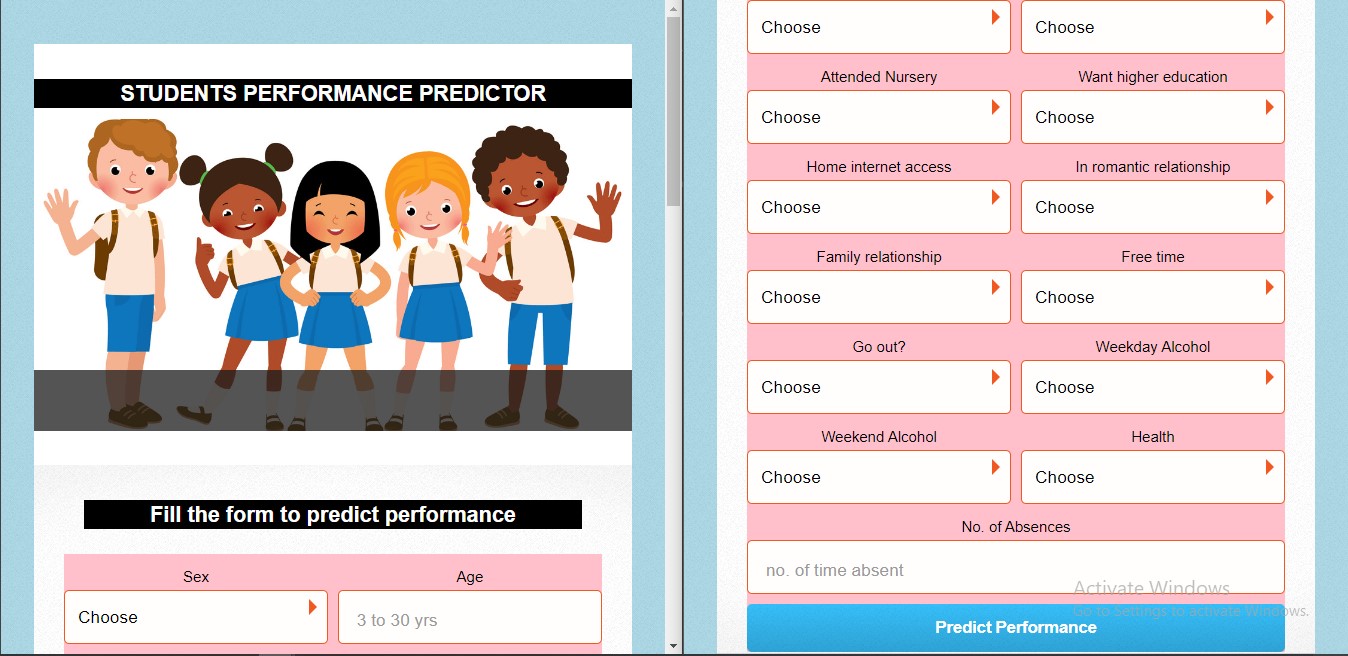 STUDENTS PERFORMANCE PREDICTOR
Fill the form to predict performance
Sex Age
Choose 3 to 30 yrs
Choose Choose
Attended Nursery Want higher education
Choose Choose
Home internet access In romantic relationship
Choose Choose
Family relationship Free time
Choose Choose
Go out? Weekday Alcohol
Choose Choose
Weekend Alcohol Health
Choose Choose
No. of Absences
no. of time absent
Activate Windows
Go to Settings to activate Windows.
Predict Performance